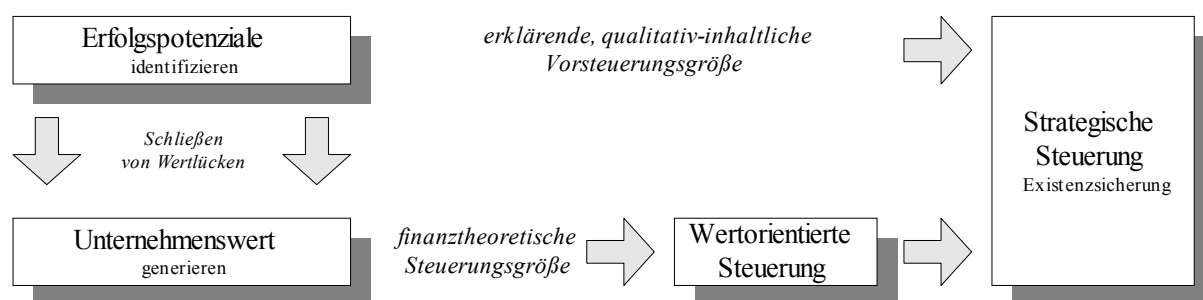 Erfolgspotenziale
identifizieren
erklärende, qualitativ-inhaltliche
Vorsteuerungsgröße
Schließen
von Wertlücken
Strategische
Steuerung
Existenzsicherung
Unternehmenswert
generieren
finanztheoretische
Steuerungsgröße
Wertorientierte
Steuerung